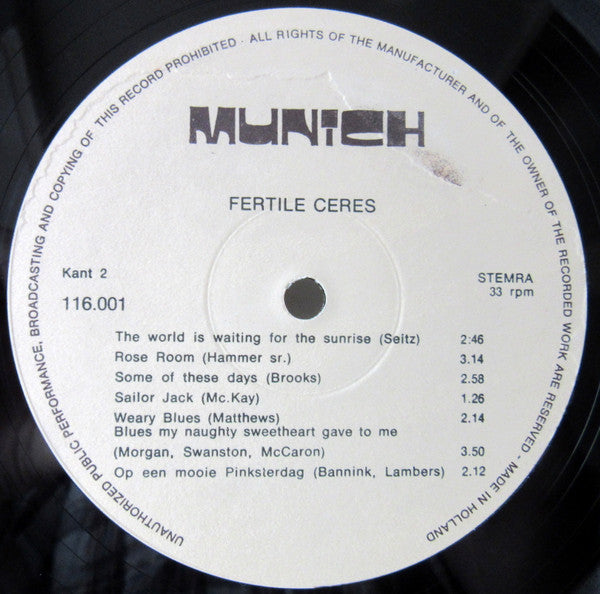 UNAUTHORIZED PUBLIC PERFORMANCE, BROADCASTING AND COPYING OF THIS RECORD PROHIBITED · ALL RIGHTS OF THE MANUFACTURER AND OF THE OWNER OF THE RECORDED WORK ARE RESERVED - MADE IN HOLLAND
MUNiCH
FERTILE CERES
Kant 2
STEMRA
116.001
33 rpm
The world is waiting for the sunrise (Seitz) 2:46
Rose Room (Hammer sr.) 3.14
Some of these days (Brooks) 2.58
Sailor Jack (Mc.Kay) 1.26
Weary Blues (Matthews) 2.14
Blues my naughty sweetheart gave to me
(Morgan, Swanston, McCaron) 3.50
Op een mooie Pinksterdag (Bannink, Lambers) 2.12